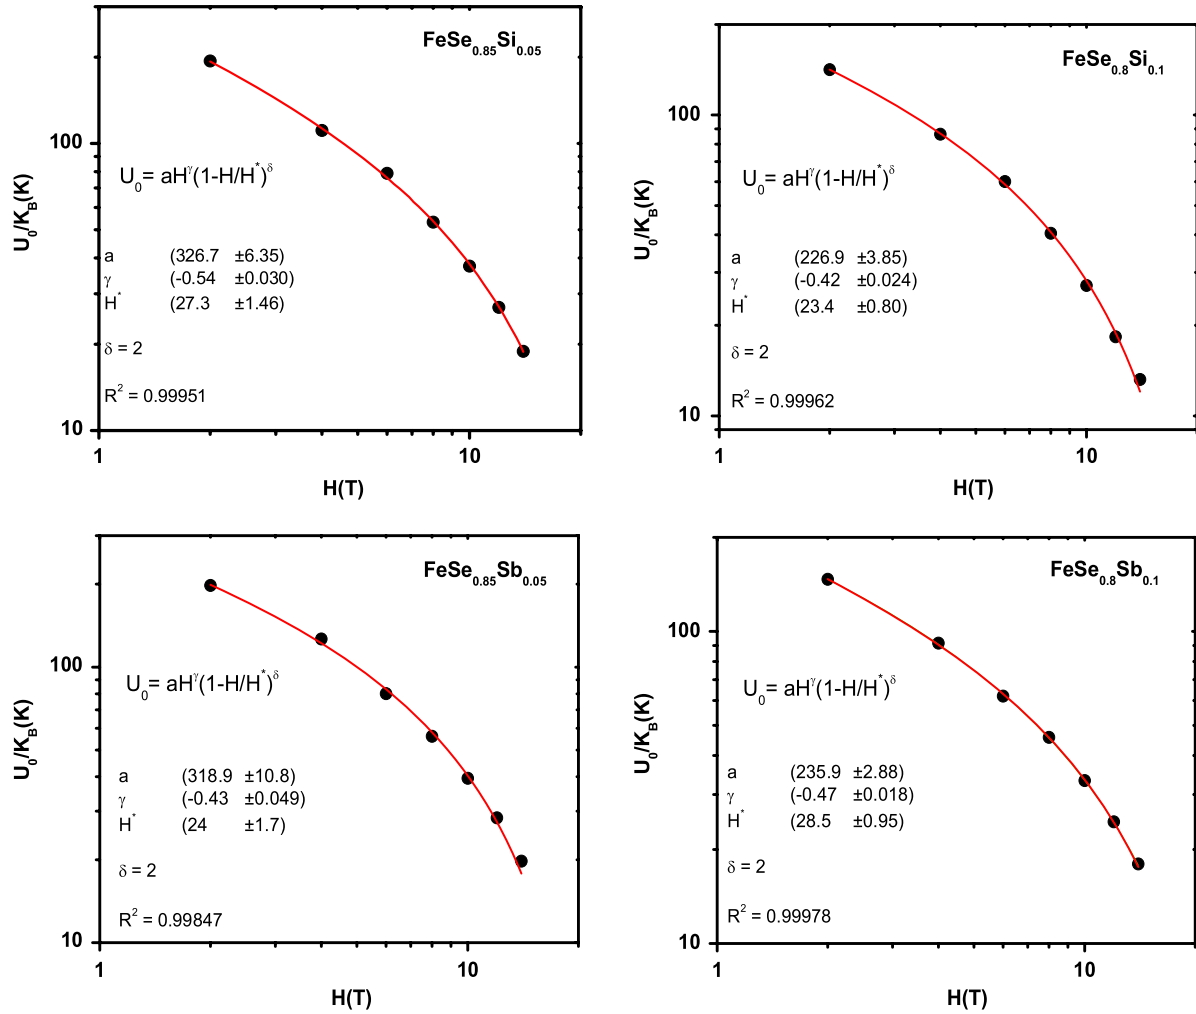 FeSe0.85Si0.05
100
U0= aHγ(1-H/H*)δ
U0/KB(K)
a (326.7 ±6.35)
γ (-0.54 ±0.030)
H* (27.3 ±1.46)
δ = 2
R2 = 0.99951
10
1 10
H(T)
FeSe0.8Si0.1
100
U0= aHγ(1-H/H*)δ
U0/KB(K)
a (226.9 ±3.85)
γ (-0.42 ±0.024)
H* (23.4 ±0.80)
δ = 2
R2 = 0.99962
10
1 10
H(T)
FeSe0.85Sb0.05
100
U0= aHγ(1-H/H*)δ
U0/KB(K)
a (318.9 ±10.8)
γ (-0.43 ±0.049)
H* (24 ±1.7)
δ = 2
R2 = 0.99847
10
1 10
H(T)
FeSe0.8Sb0.1
100
U0= aHγ(1-H/H*)δ
U0/KB(K)
a (235.9 ±2.88)
γ (-0.47 ±0.018)
H* (28.5 ±0.95)
δ = 2
R2 = 0.99978
10
1 10
H(T)